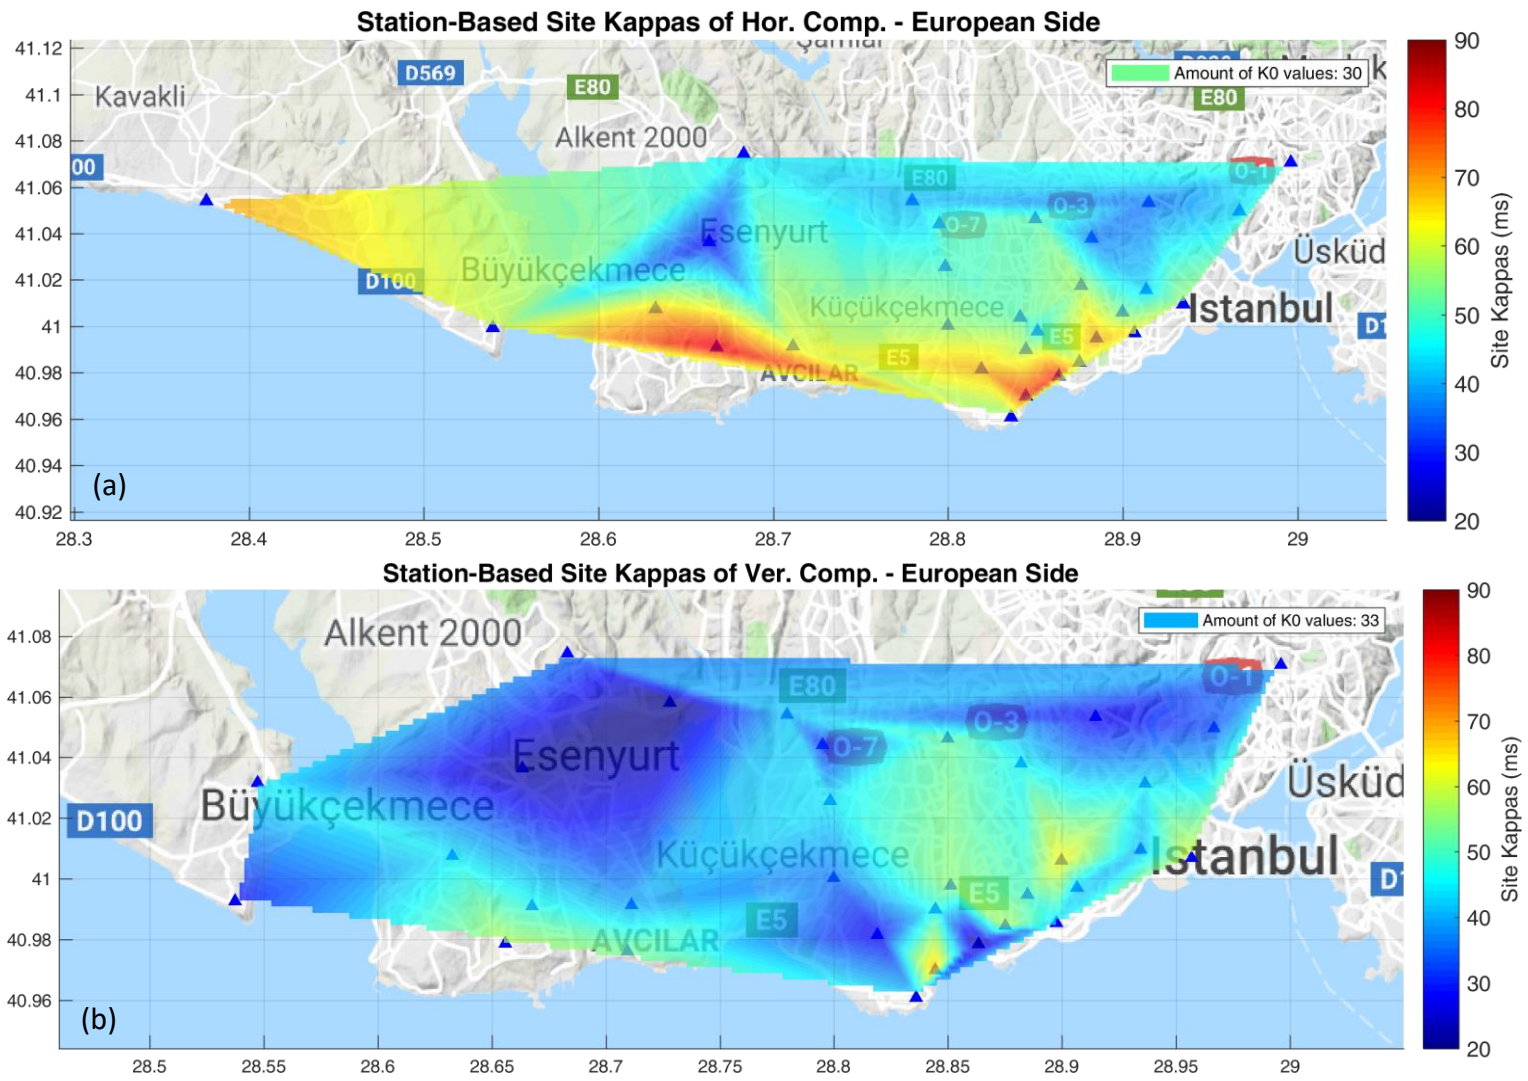 Station-Based Site Kappas of Hor. Comp. - European Side
41.12
41.1
41.08
41.06
41.04
41.02
41
40.98
40.96
40.94
40.92
28.3
28.4
28.5
28.6
28.7
28.8
28.9
29
Amount of K0 values: 30
Kavakli
D569
E80
Alkent 2000
E80
00
E80
O-3
O-1
O-7
Esenyurt
Büyükçekmece
D100
Küçükçekmece
Üsküd
Istanbul
E5
E5
D1
AVCILAR
(a)
90
80
70
60
50
40
30
20
Site Kappas (ms)
Station-Based Site Kappas of Ver. Comp. - European Side
41.08
41.06
41.04
41.02
41
40.98
40.96
28.5
28.55
28.6
28.65
28.7
28.75
28.8
28.85
28.9
28.95
29
Amount of K0 values: 33
Alkent 2000
E80
O-1
O-3
O-7
Esenyurt
Büyükçekmece
D100
Küçükçekmece
Üsküd
Istanbul
E5
E5
D1
AVCILAR
(b)
90
80
70
60
50
40
30
20
Site Kappas (ms)